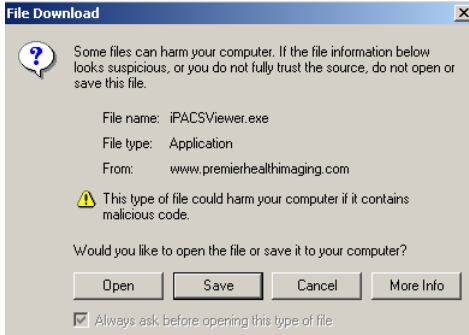 File Download
Some files can harm your computer. If the file information below
looks suspicious, or you do not fully trust the source, do not open or
save this file.
File name: iPACSViewer.exe
File type: Application
From: www.premierhealthimaging.com
This type of file could harm your computer if it contains
malicious code.
Would you like to open the file or save it to your computer?
Open Save Cancel More Info
Always ask before opening this type of file